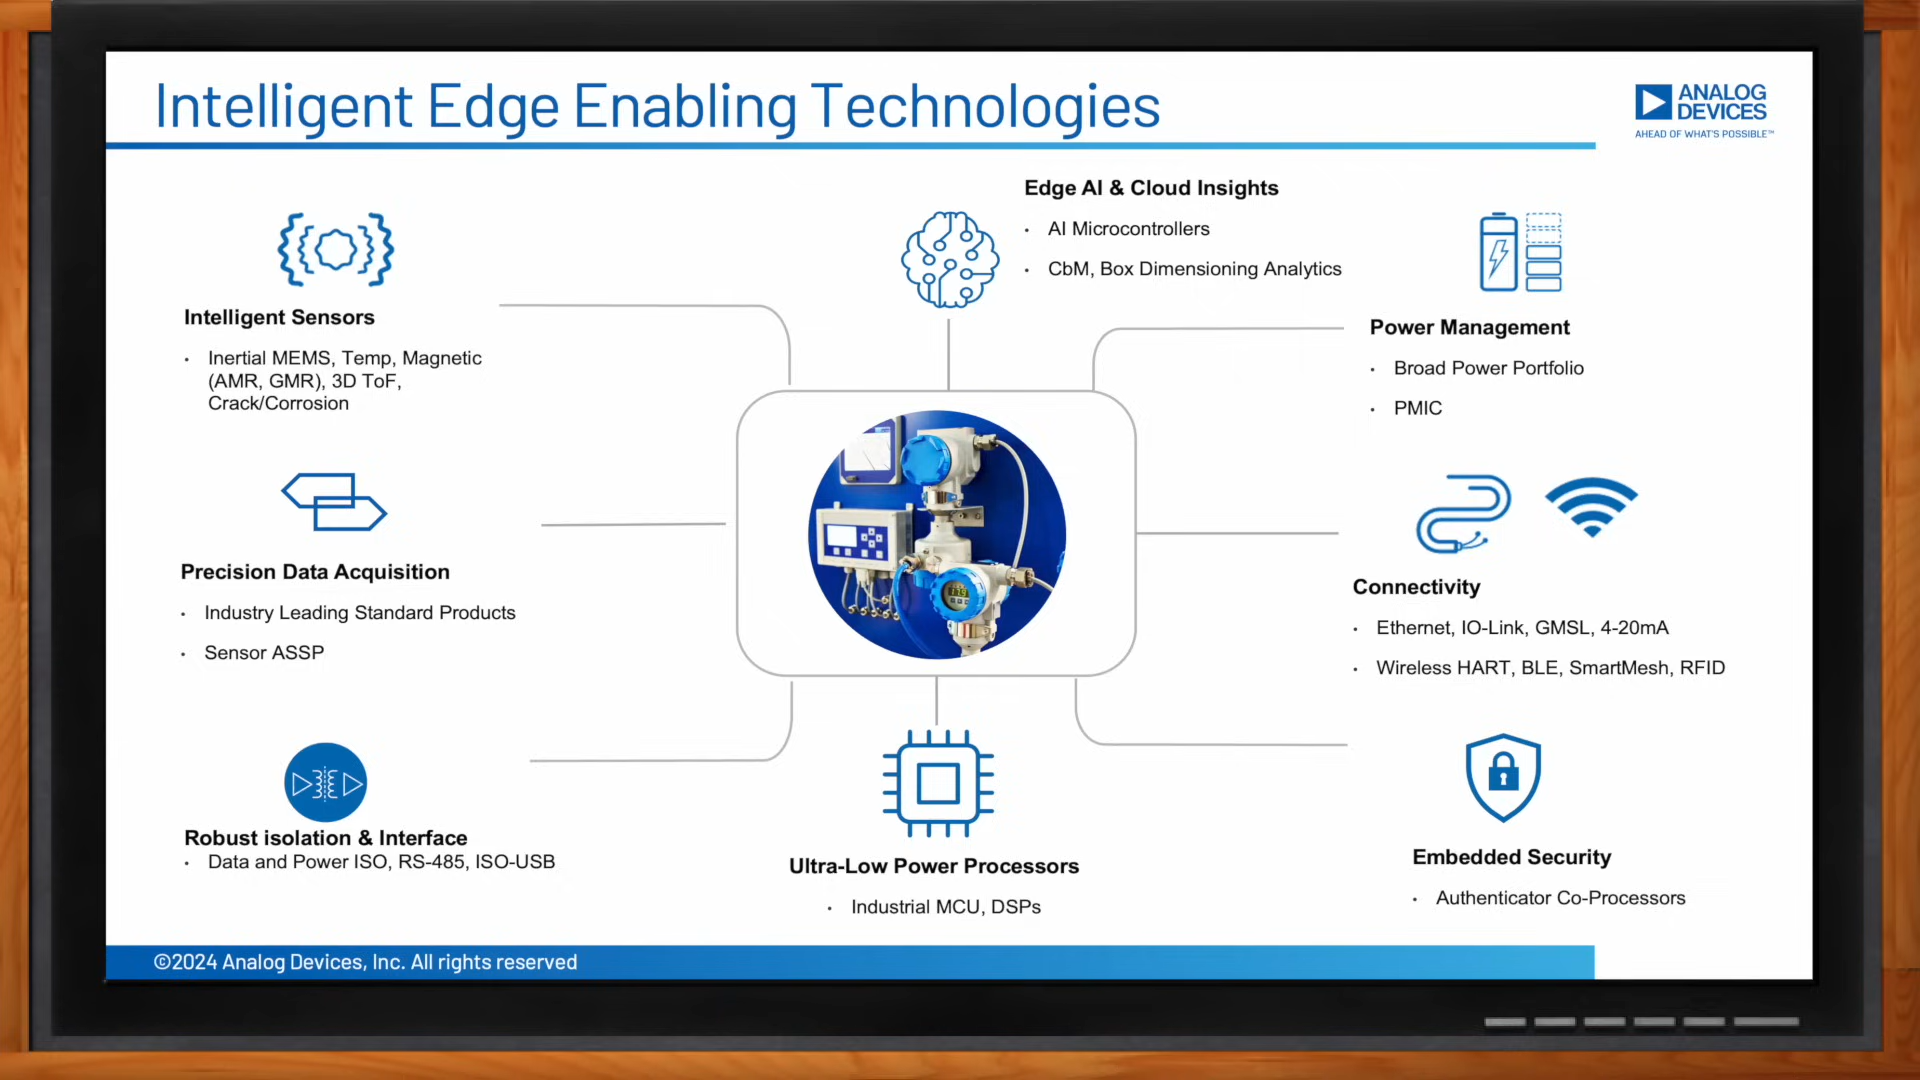 Intelligent Edge Enabling Technologies
ANALOG
DEVICES
AHEAD OF WHAT'S POSSIBLE™
Intelligent Sensors
• Inertial MEMS, Temp, Magnetic
(AMR, GMR), 3D ToF,
Crack/Corrosion
Edge AI & Cloud Insights
• AI Microcontrollers
• CbM, Box Dimensioning Analytics
Power Management
• Broad Power Portfolio
• PMIC
Precision Data Acquisition
• Industry Leading Standard Products
• Sensor ASSP
Connectivity
• Ethernet, IO-Link, GMSL, 4-20mA
• Wireless HART, BLE, SmartMesh, RFID
Robust isolation & Interface
• Data and Power ISO, RS-485, ISO-USB
Ultra-Low Power Processors
• Industrial MCU, DSPs
Embedded Security
• Authenticator Co-Processors
©2024 Analog Devices, Inc. All rights reserved